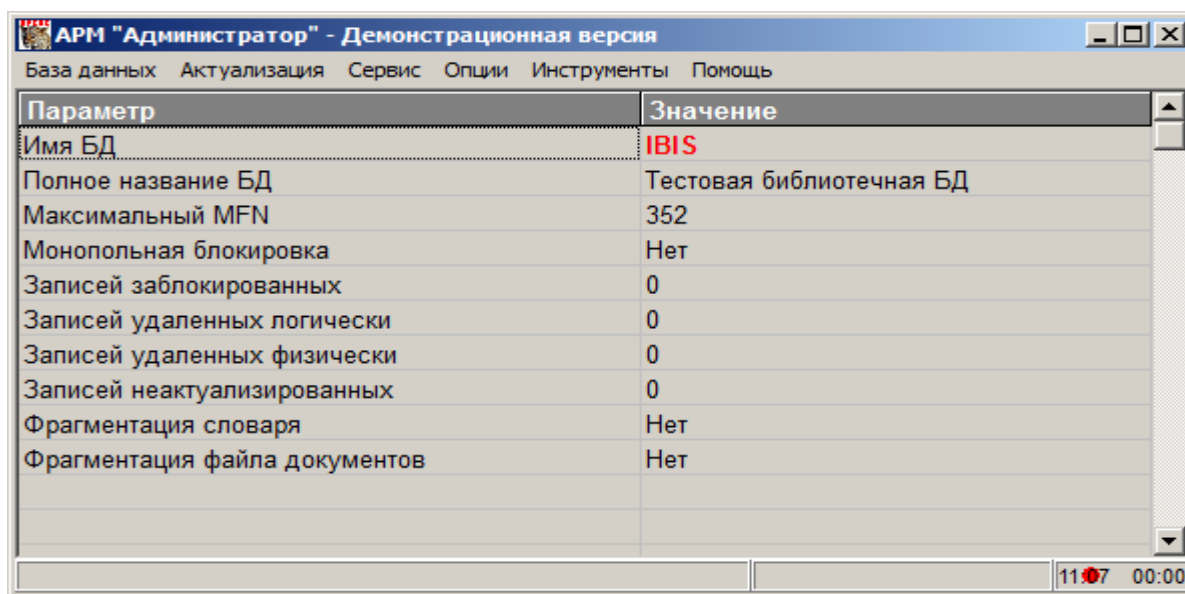 АРМ "Администратор" - Демонстрационная версия
База данных Актуализация Сервис Опции Инструменты Помощь
Параметр Значение
Имя БД IBIS
Полное название БД Тестовая библиотечная БД
Максимальный MFN 352
Монопольная блокировка Нет
Записей заблокированных 0
Записей удаленных логически 0
Записей удаленных физически 0
Записей неактуализированных 0
Фрагментация словаря Нет
Фрагментация файла документов Нет
11:07 00:00